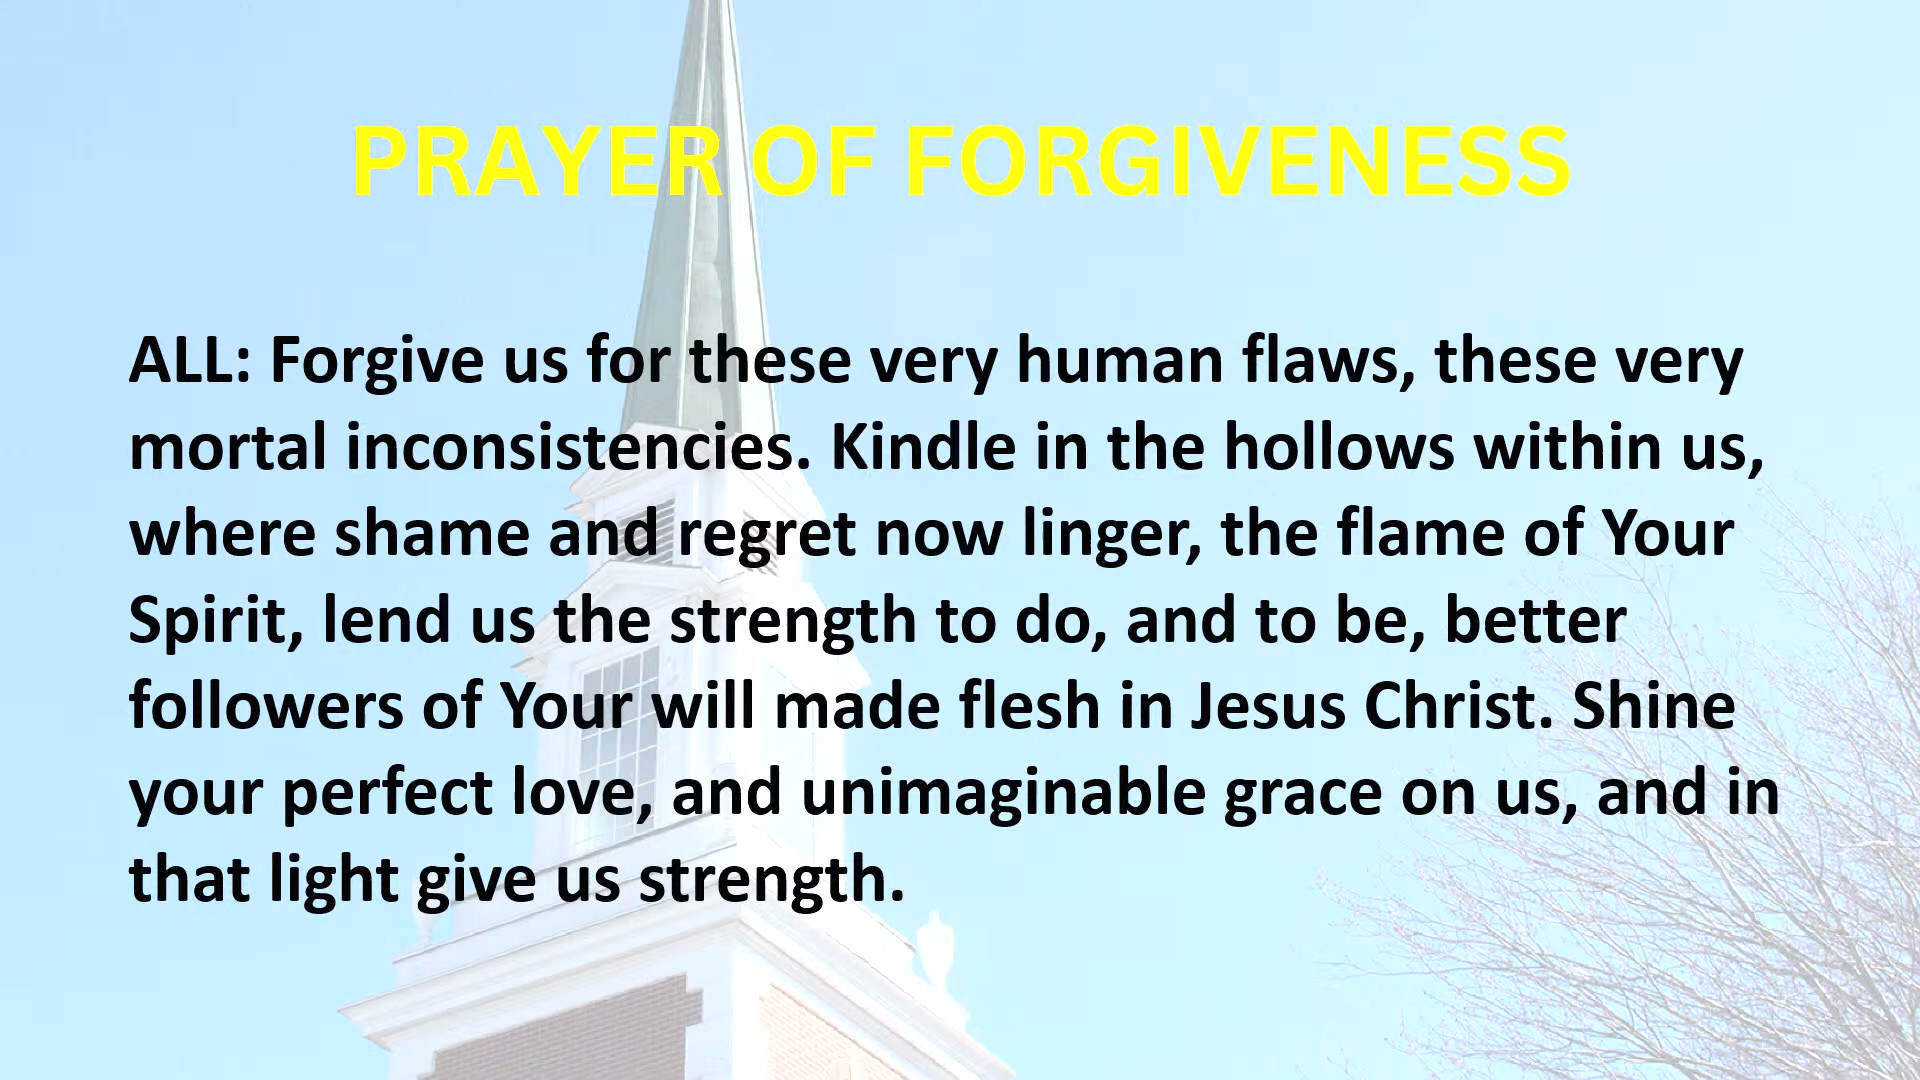 PRAYER OF FORGIVENESS
ALL: Forgive us for these very human flaws, these very
mortal inconsistencies. Kindle in the hollows within us,
where shame and regret now linger, the flame of Your
Spirit, lend us the strength to do, and to be, better
followers of Your will made flesh in Jesus Christ. Shine
your perfect love, and unimaginable grace on us, and in
that light give us strength.